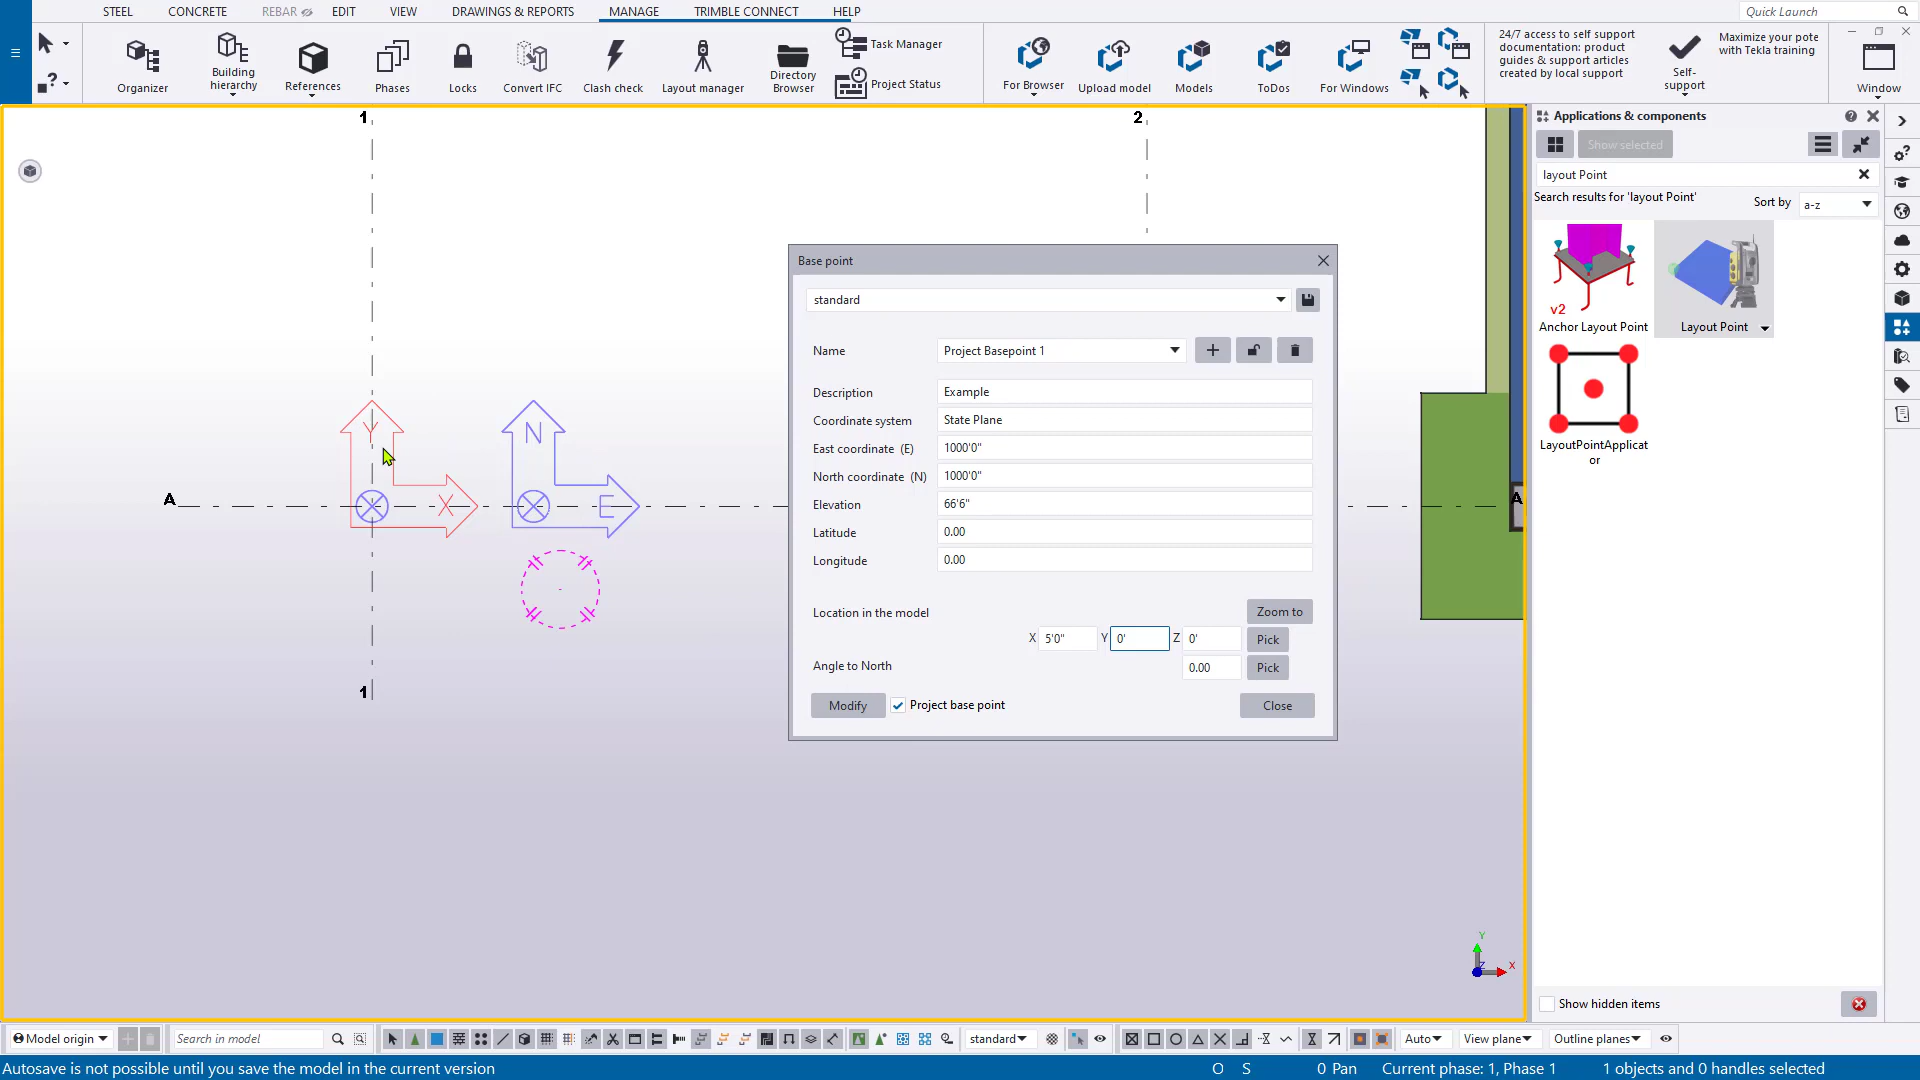 STEEL CONCRETE REBAR EDIT VIEW DRAWINGS & REPORTS MANAGE TRIMBLE CONNECT HELP Quick Launch
Organizer
Building
hierarchy
References
Phases
Locks
Convert IFC
Clash check
Layout manager
Directory
Browser
Task Manager
Project Status
For Browser
Upload model
Models
ToDos
For Windows
24/7 access to self support
documentation: product
guides & support articles
created by local support
Self-
support
Maximize your pote
with Tekla training
Window
1 2
A
Y
X
N
E
1
A
Base point
standard
Name Project Basepoint 1
Description Example
Coordinate system State Plane
East coordinate (E) 1000'0"
North coordinate (N) 1000'0"
Elevation 66'6"
Latitude 0.00
Longitude 0.00
Location in the model Zoom to
X 5'0" Y 0' Z 0' Pick
Angle to North 0.00 Pick
Modify Project base point Close
Applications & components
Show selected
layout Point
Search results for 'layout Point'
Sort by a-z
v2
Anchor Layout Point
Layout Point
LayoutPointApplicat
or
Show hidden items
Y
Z X
Model origin Search in model standard Auto View plane Outline planes
Autosave is not possible until you save the model in the current version O S 0 Pan Current phase: 1, Phase 1 1 objects and 0 handles selected